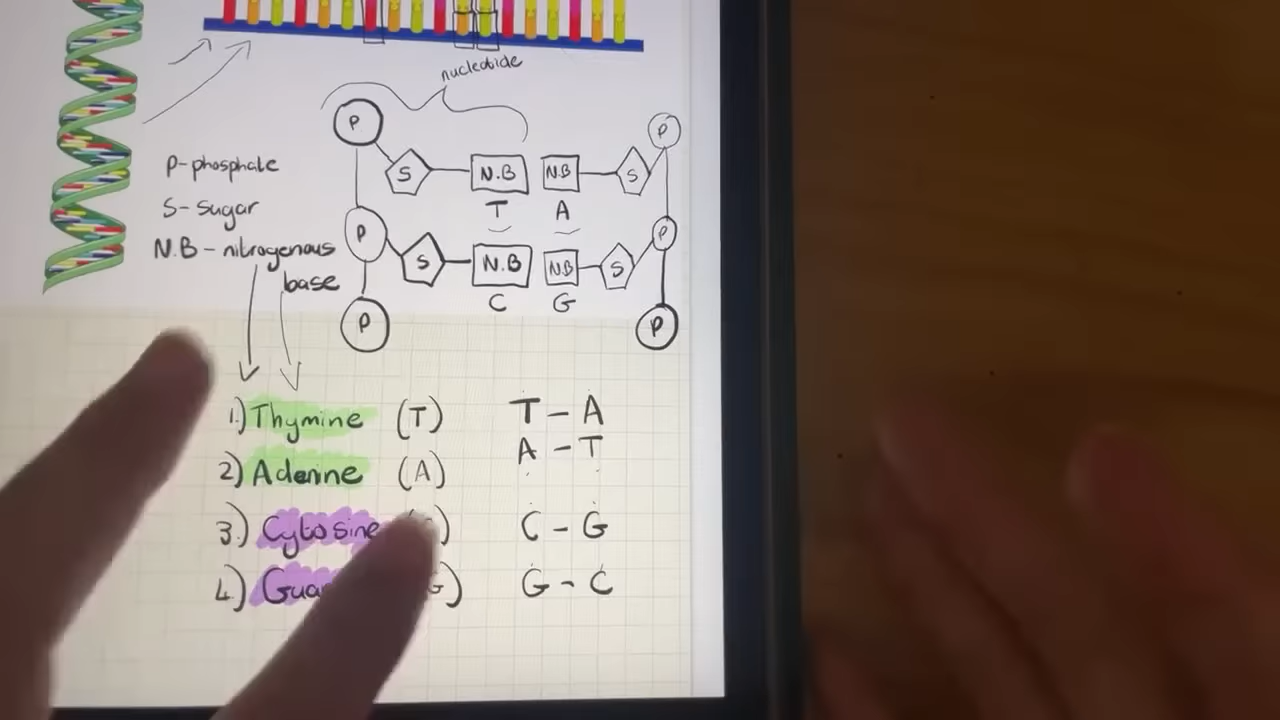 nucleotide
P
P
S
N.B
N.B
S
P-phosphate
T
A
S-sugar
P
P
N.B - nitrogenous
S
N.B
N.B
S
base
C
G
P
P
1.) Thymine (T)
T - A
A - T
2) Adenine (A)
3.) Cytosine
C - G
4.)
G - C